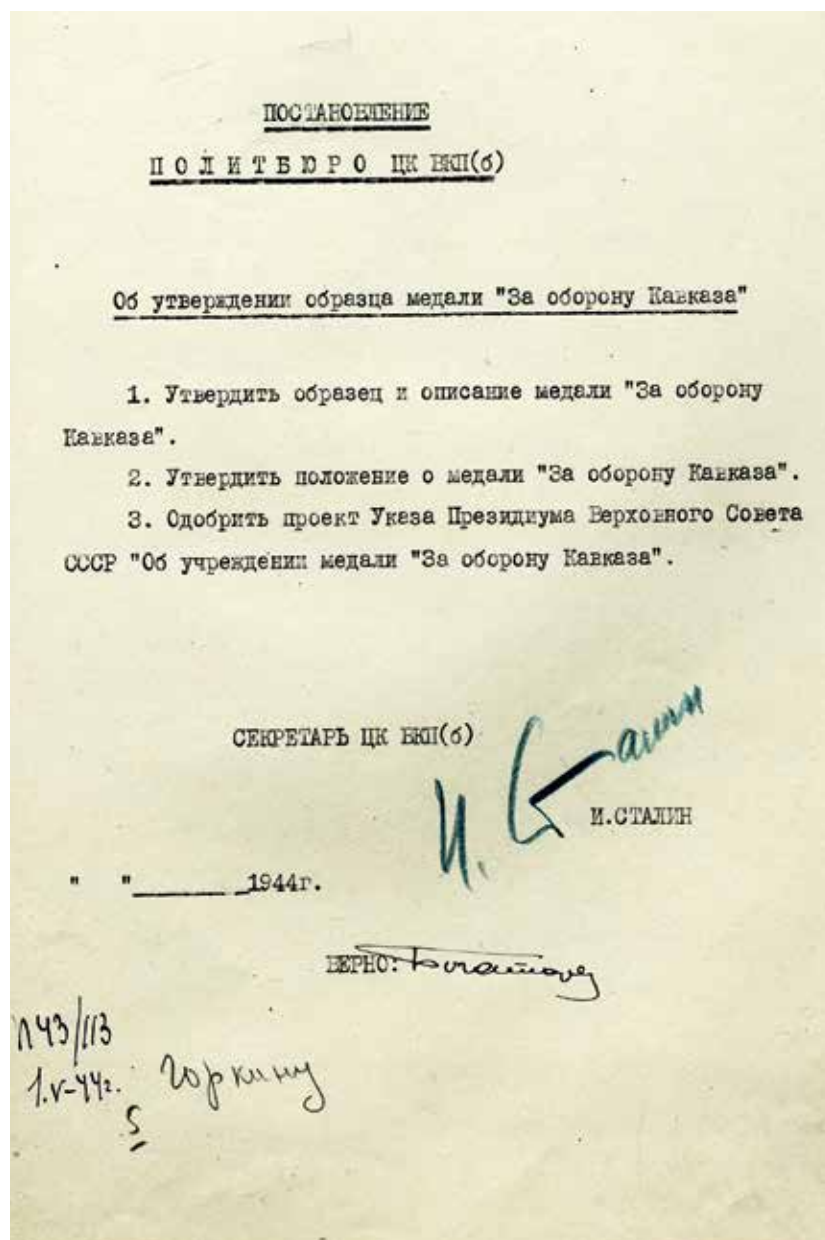 ПОСТАНОВЛЕНИЕ
ПОЛИТБЮРО ЦК ВКП(б)
Об утверждении образца медали "За оборону Кавказа"
1. Утвердить образец и описание медали "За оборону
Кавказа".
2. Утвердить положение о медали "За оборону Кавказа".
3. Одобрить проект Указа Президиума Верховного Совета
СССР "Об учреждении медали "За оборону Кавказа".
СЕКРЕТАРЬ ЦК ВКП(б)
И. Сталин
И.СТАЛИН
" "_______ _1944г.
ВЕРНО:
П43/113
1.V-44г. Горкину